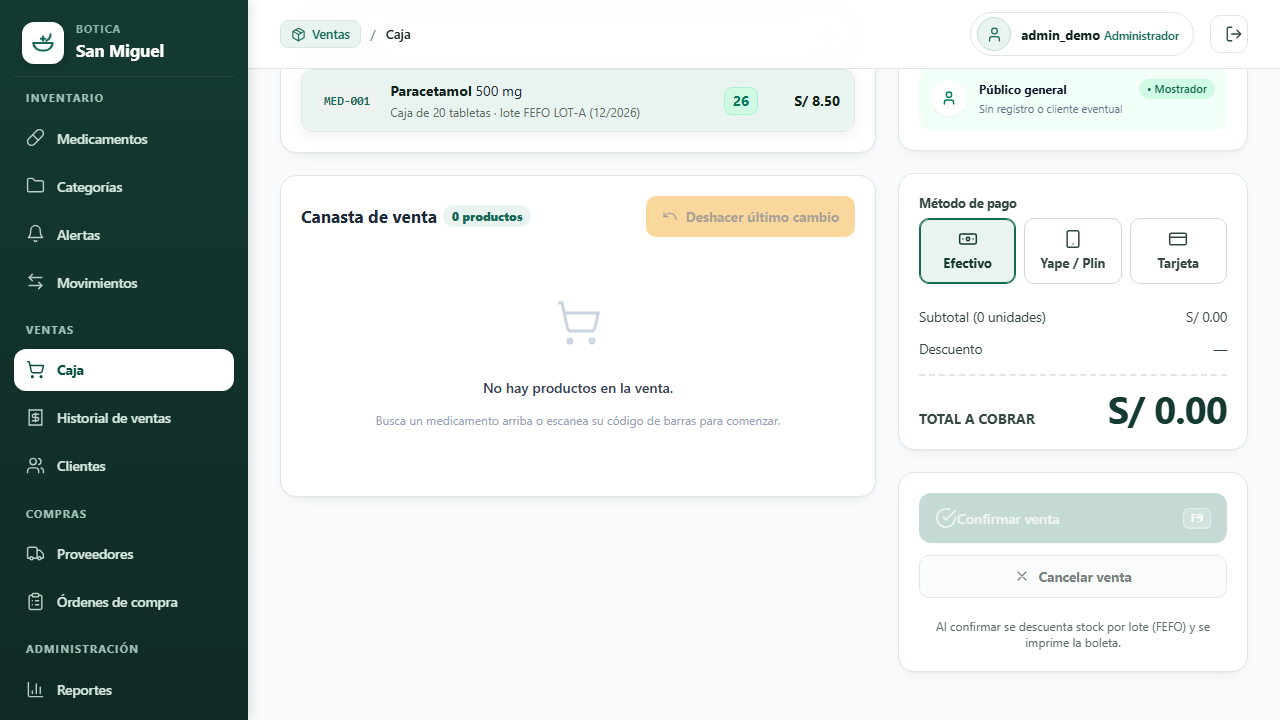 BOTICA
San Miguel
INVENTARIO
Medicamentos
Categorías
Alertas
Movimientos
VENTAS
Caja
Historial de ventas
Clientes
COMPRAS
Proveedores
Órdenes de compra
ADMINISTRACIÓN
Reportes
Ventas / Caja
admin_demo Administrador
MED-001
Paracetamol 500 mg
Caja de 20 tabletas · lote FEFO LOT-A (12/2026)
26
S/ 8.50
Canasta de venta 0 productos
Deshacer último cambio
No hay productos en la venta.
Busca un medicamento arriba o escanea su código de barras para comenzar.
Público general
• Mostrador
Sin registro o cliente eventual
Método de pago
Efectivo
Yape / Plin
Tarjeta
Subtotal (0 unidades) S/ 0.00
Descuento —
TOTAL A COBRAR S/ 0.00
Confirmar venta F9
Cancelar venta
Al confirmar se descuenta stock por lote (FEFO) y se
imprime la boleta.